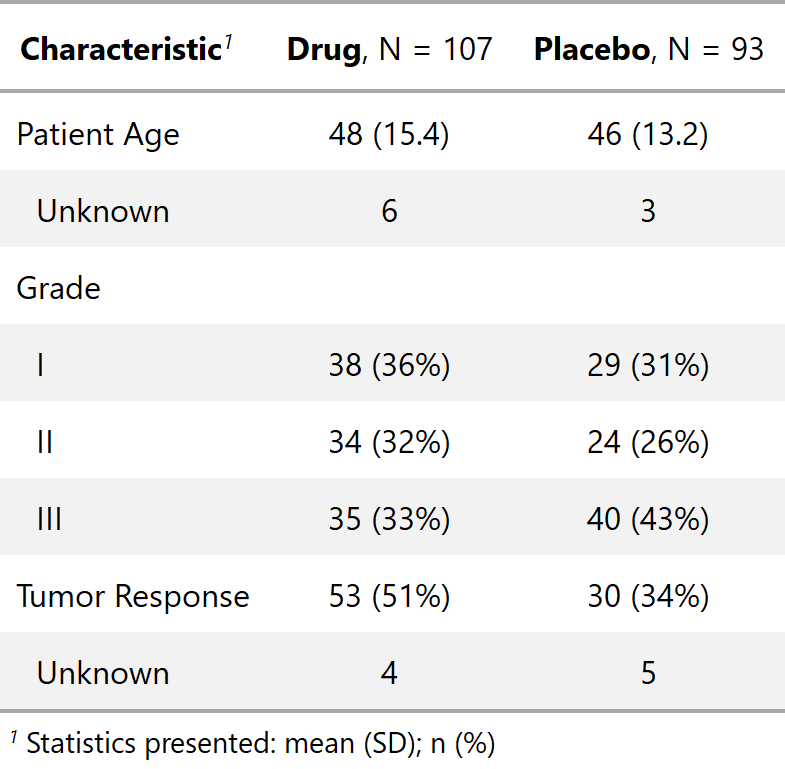 Characteristic1 Drug, N = 107 Placebo, N = 93
Patient Age 48 (15.4) 46 (13.2)
Unknown 6 3
Grade
I 38 (36%) 29 (31%)
II 34 (32%) 24 (26%)
III 35 (33%) 40 (43%)
Tumor Response 53 (51%) 30 (34%)
Unknown 4 5
1 Statistics presented: mean (SD); n (%)